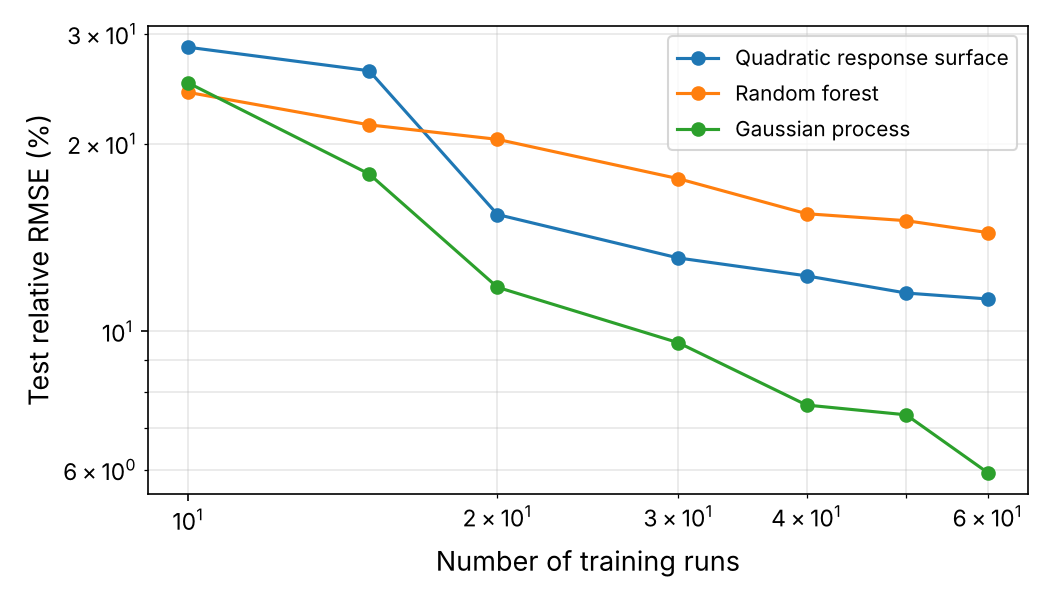 3 × 10¹
2 × 10¹
10¹
6 × 10⁰
Test relative RMSE (%)
Quadratic response surface
Random forest
Gaussian process
10¹
2 × 10¹
3 × 10¹
4 × 10¹
6 × 10¹
Number of training runs